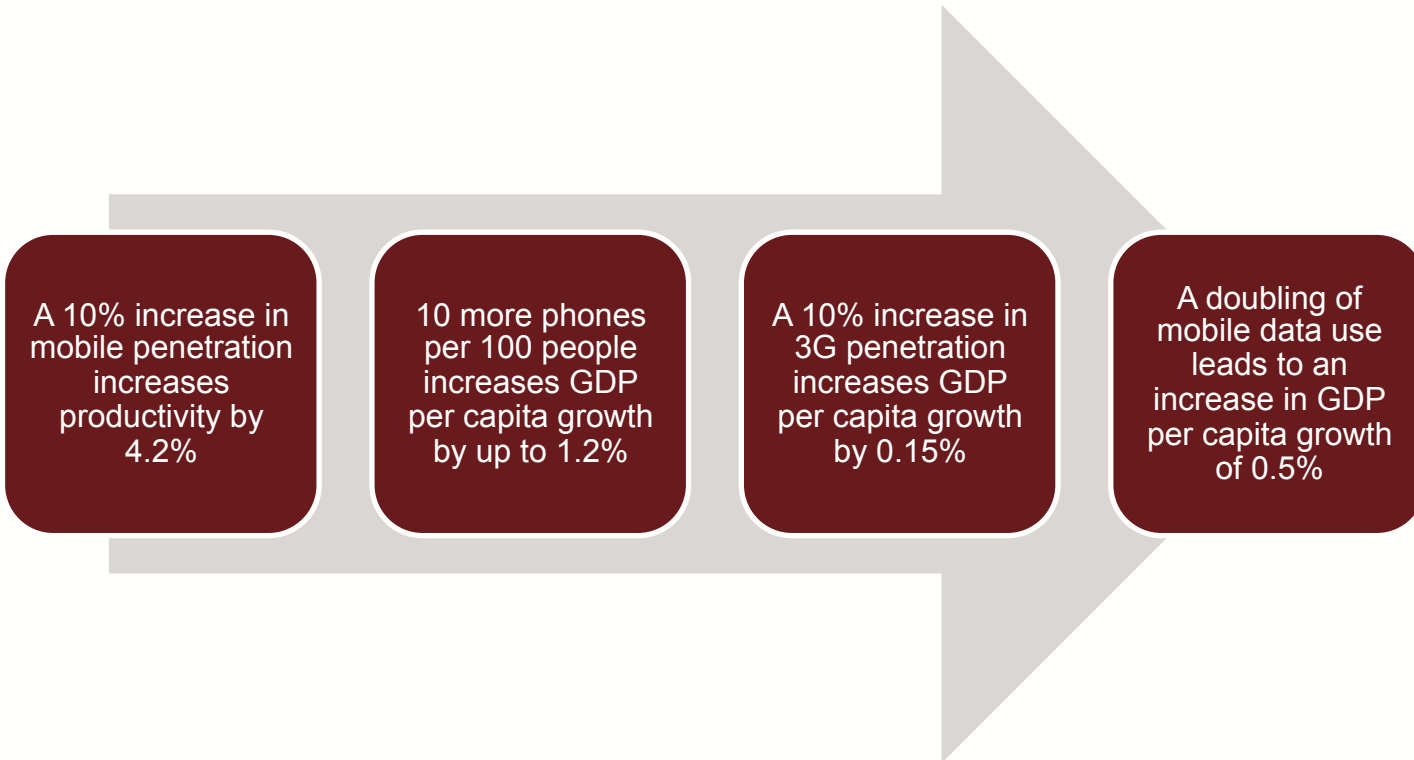 A 10% increase in
mobile penetration
increases
productivity by
4.2%
10 more phones
per 100 people
increases GDP
per capita growth
by up to 1.2%
A 10% increase in
3G penetration
increases GDP
per capita growth
by 0.15%
A doubling of
mobile data use
leads to an
increase in GDP
per capita growth
of 0.5%